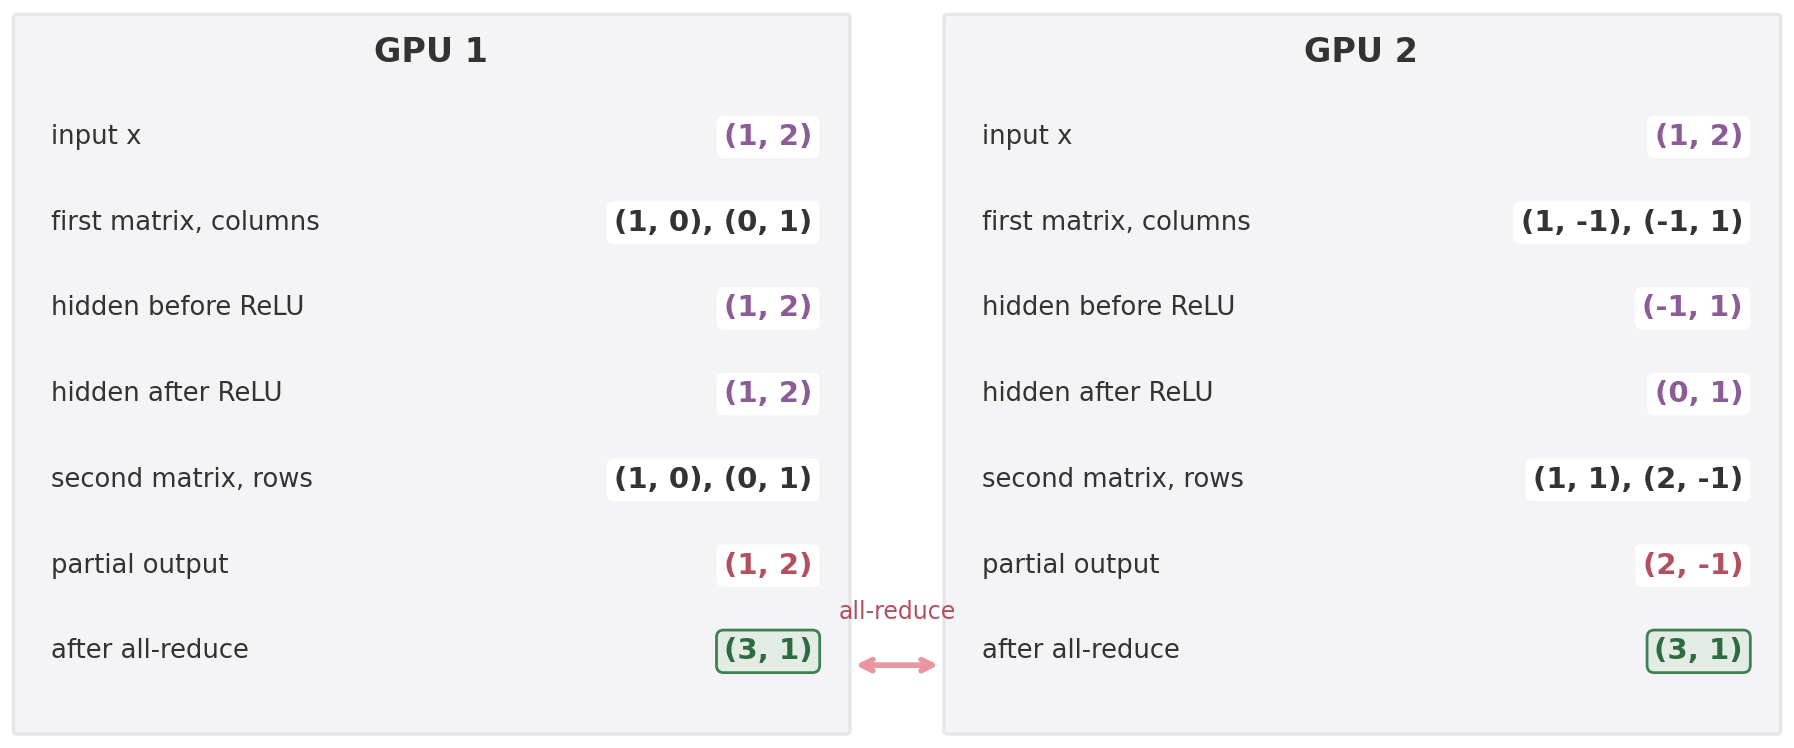 GPU 1
input x (1, 2)
first matrix, columns (1, 0), (0, 1)
hidden before ReLU (1, 2)
hidden after ReLU (1, 2)
second matrix, rows (1, 0), (0, 1)
partial output (1, 2)
after all-reduce (3, 1)
all-reduce
GPU 2
input x (1, 2)
first matrix, columns (1, -1), (-1, 1)
hidden before ReLU (-1, 1)
hidden after ReLU (0, 1)
second matrix, rows (1, 1), (2, -1)
partial output (2, -1)
after all-reduce (3, 1)